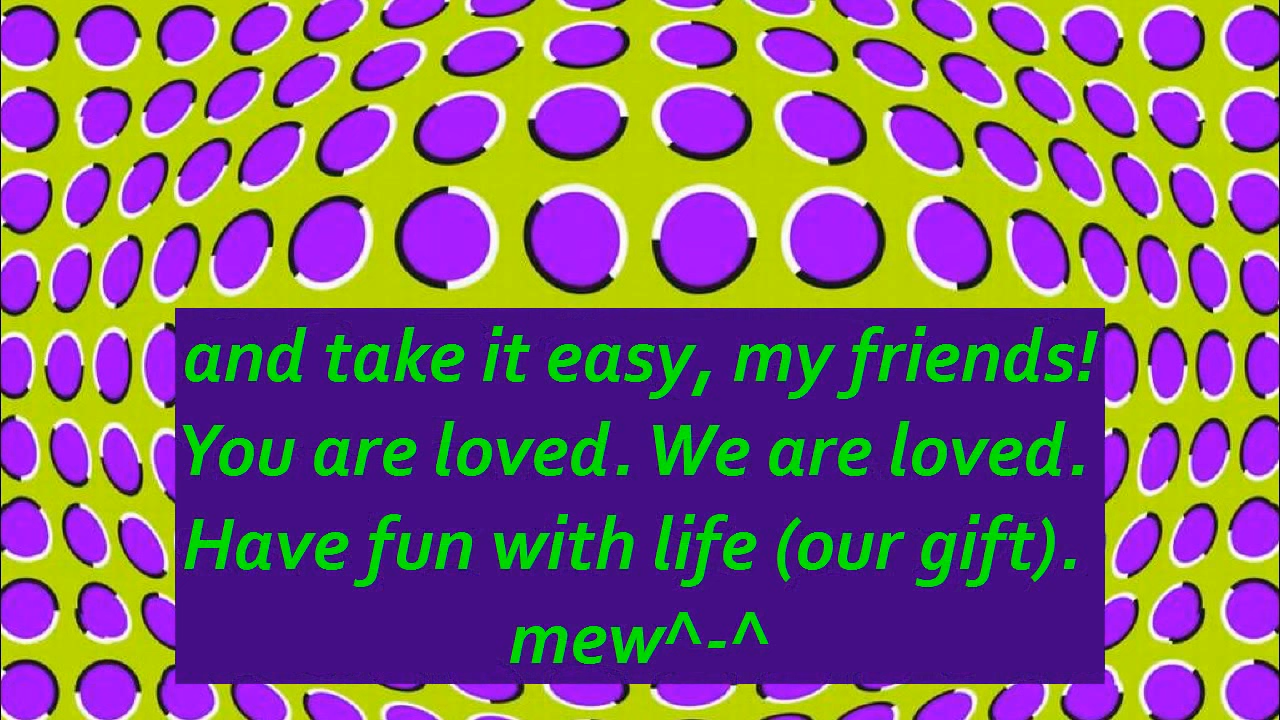 and take it easy, my friends!
You are loved. We are loved.
Have fun with life (our gift).
mew^-^